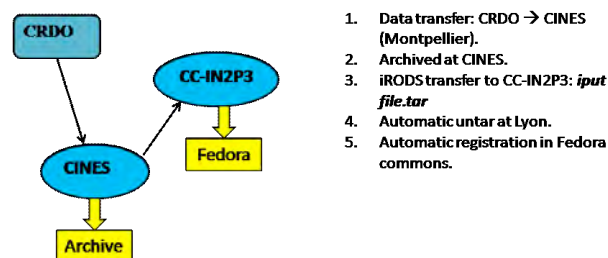 CRDO
CC-IN2P3
CINES
Fedora
Archive
1. Data transfer: CRDO → CINES
(Montpellier).
2. Archived at CINES.
3. iRODS transfer to CC-IN2P3: iput
file.tar
4. Automatic untar at Lyon.
5. Automatic registration in Fedora
commons.